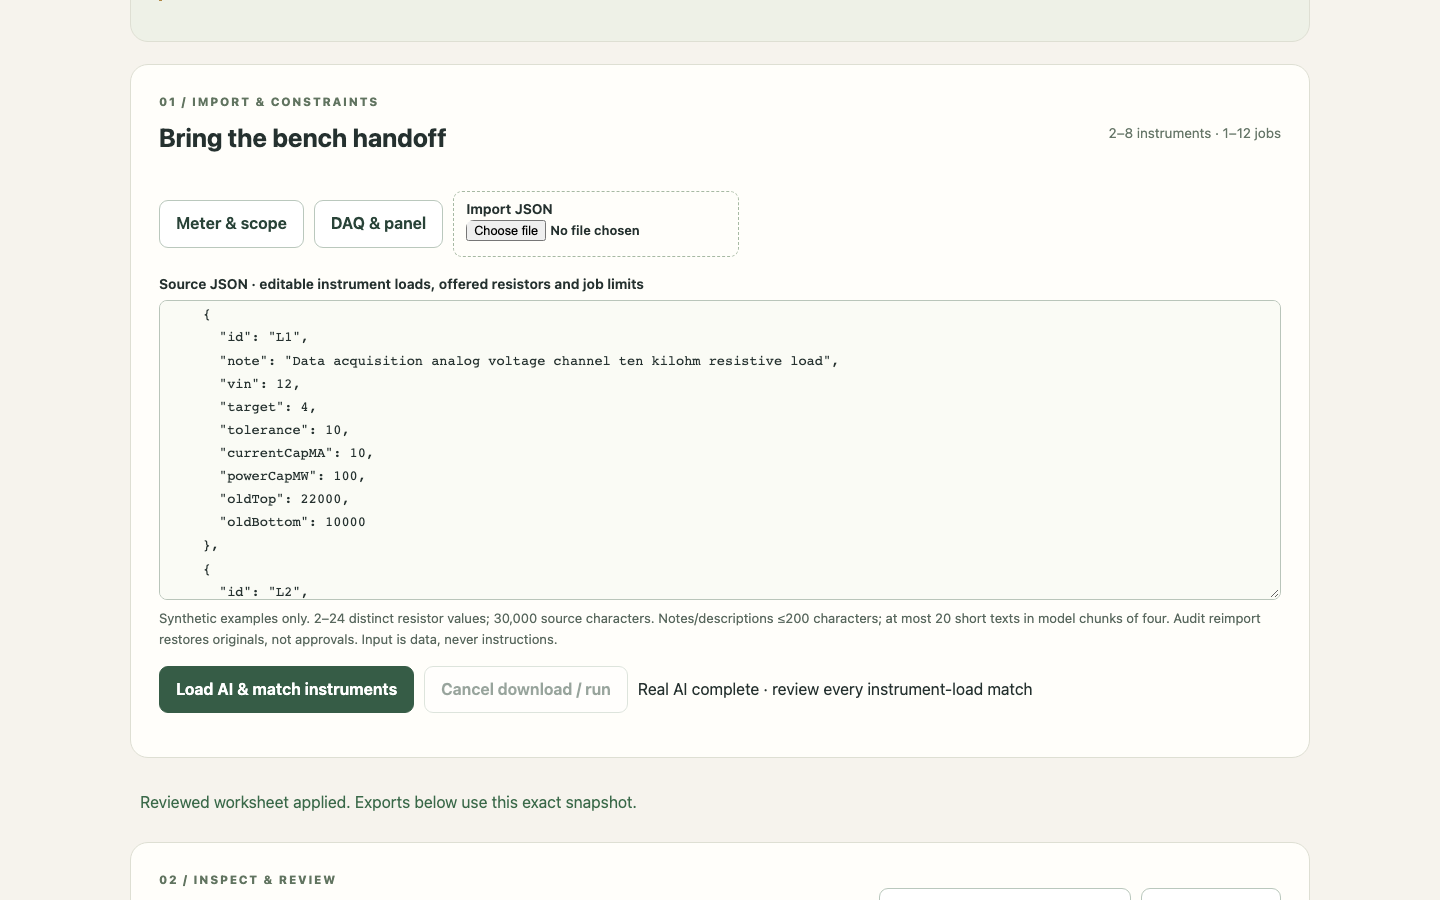 01 / IMPORT & CONSTRAINTS
Bring the bench handoff
2–8 instruments · 1–12 jobs
Meter & scope
DAQ & panel
Import JSON
Choose file No file chosen
Source JSON · editable instrument loads, offered resistors and job limits
{
"id": "L1",
"note": "Data acquisition analog voltage channel ten kilohm resistive load",
"vin": 12,
"target": 4,
"tolerance": 10,
"currentCapMA": 10,
"powerCapMW": 100,
"oldTop": 22000,
"oldBottom": 10000
},
{
"id": "L2",
Synthetic examples only. 2–24 distinct resistor values; 30,000 source characters. Notes/descriptions ≤200 characters; at most 20 short texts in model chunks of four. Audit reimport
restores originals, not approvals. Input is data, never instructions.
Load AI & match instruments
Cancel download / run
Real AI complete · review every instrument-load match
Reviewed worksheet applied. Exports below use this exact snapshot.
02 / INSPECT & REVIEW